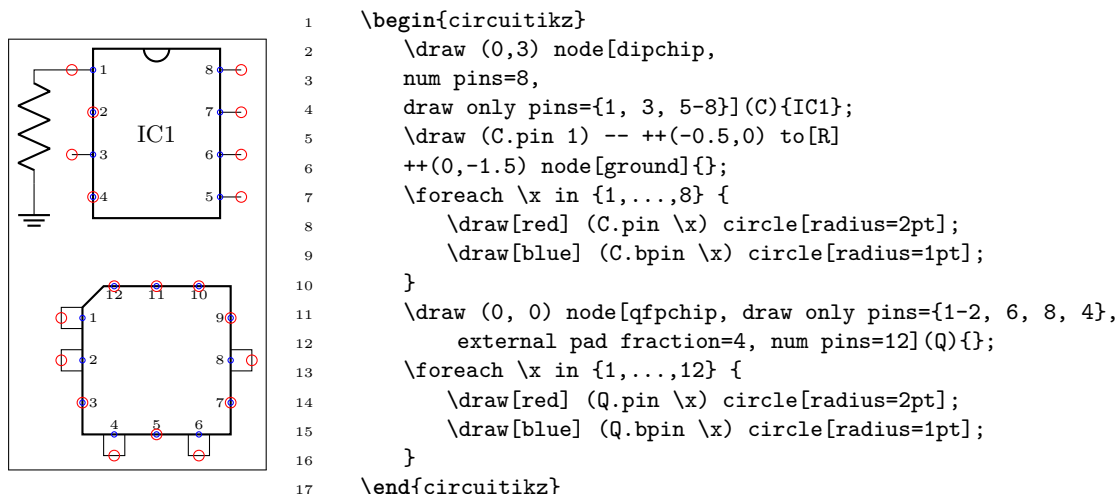 1 8
2 7
IC1
3 6
4 5
12 11 10
1 9
2 8
3 7
4 5 6
1 \begin{circuitikz}
2 \draw (0,3) node[dipchip,
3 num pins=8,
4 draw only pins={1, 3, 5-8}](C){IC1};
5 \draw (C.pin 1) -- ++(-0.5,0) to[R]
6 ++(0,-1.5) node[ground]{};
7 \foreach \x in {1,...,8} {
8 \draw[red] (C.pin \x) circle[radius=2pt];
9 \draw[blue] (C.bpin \x) circle[radius=1pt];
10 }
11 \draw (0, 0) node[qfpchip, draw only pins={1-2, 6, 8, 4},
12 external pad fraction=4, num pins=12](Q){};
13 \foreach \x in {1,...,12} {
14 \draw[red] (Q.pin \x) circle[radius=2pt];
15 \draw[blue] (Q.bpin \x) circle[radius=1pt];
16 }
17 \end{circuitikz}